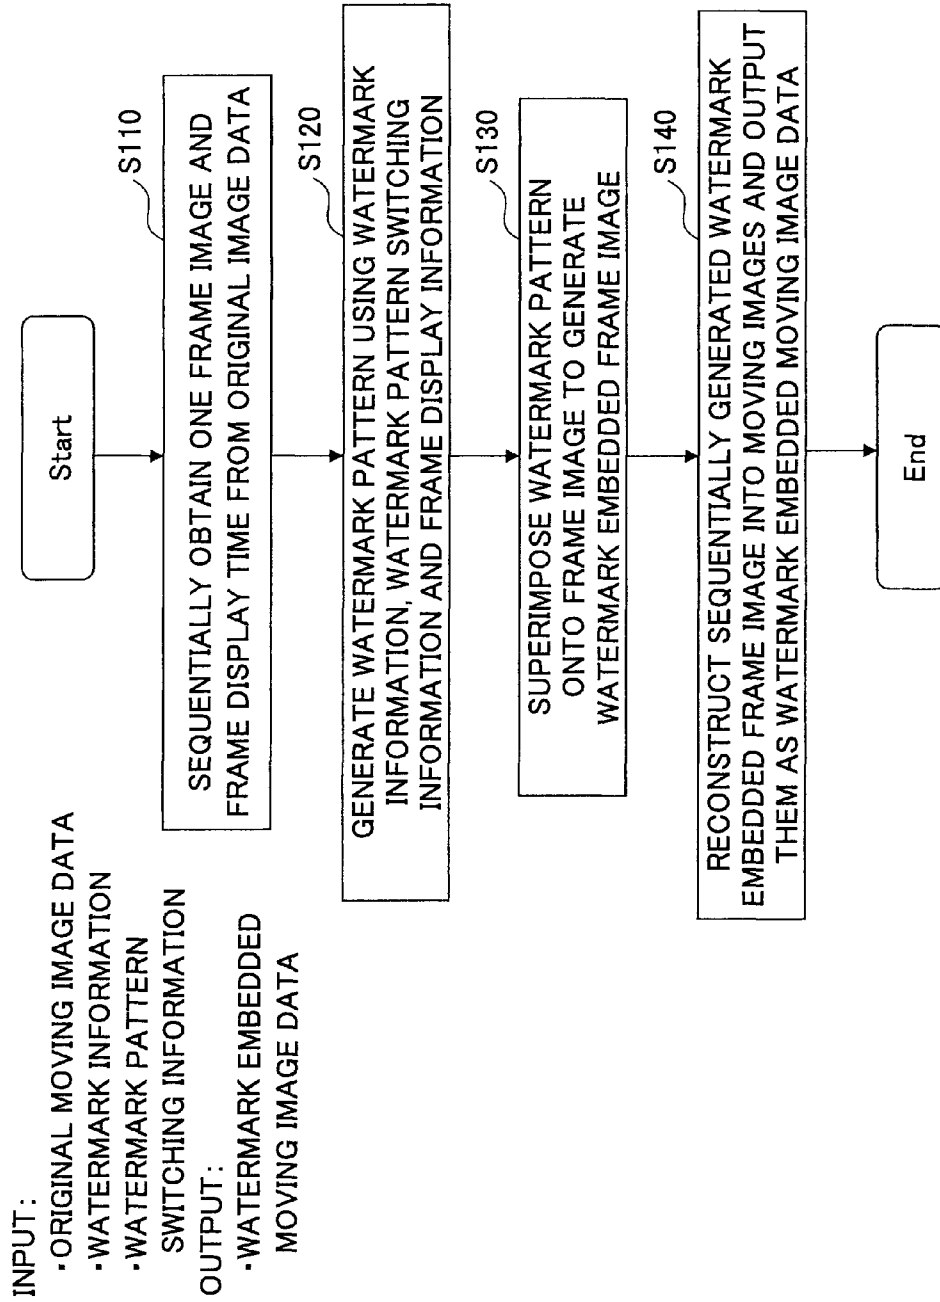 INPUT:
・ORIGINAL MOVING IMAGE DATA
・WATERMARK INFORMATION
・WATERMARK PATTERN
SWITCHING INFORMATION
OUTPUT:
・WATERMARK EMBEDDED
MOVING IMAGE DATA
Start
S110
SEQUENTIALLY OBTAIN ONE FRAME IMAGE AND
FRAME DISPLAY TIME FROM ORIGINAL IMAGE DATA
S120
GENERATE WATERMARK PATTERN USING WATERMARK
INFORMATION, WATERMARK PATTERN SWITCHING
INFORMATION AND FRAME DISPLAY INFORMATION
S130
SUPERIMPOSE WATERMARK PATTERN
ONTO FRAME IMAGE TO GENERATE
WATERMARK EMBEDDED FRAME IMAGE
S140
RECONSTRUCT SEQUENTIALLY GENERATED WATERMARK
EMBEDDED FRAME IMAGE INTO MOVING IMAGES AND OUTPUT
THEM AS WATERMARK EMBEDDED MOVING IMAGE DATA
End